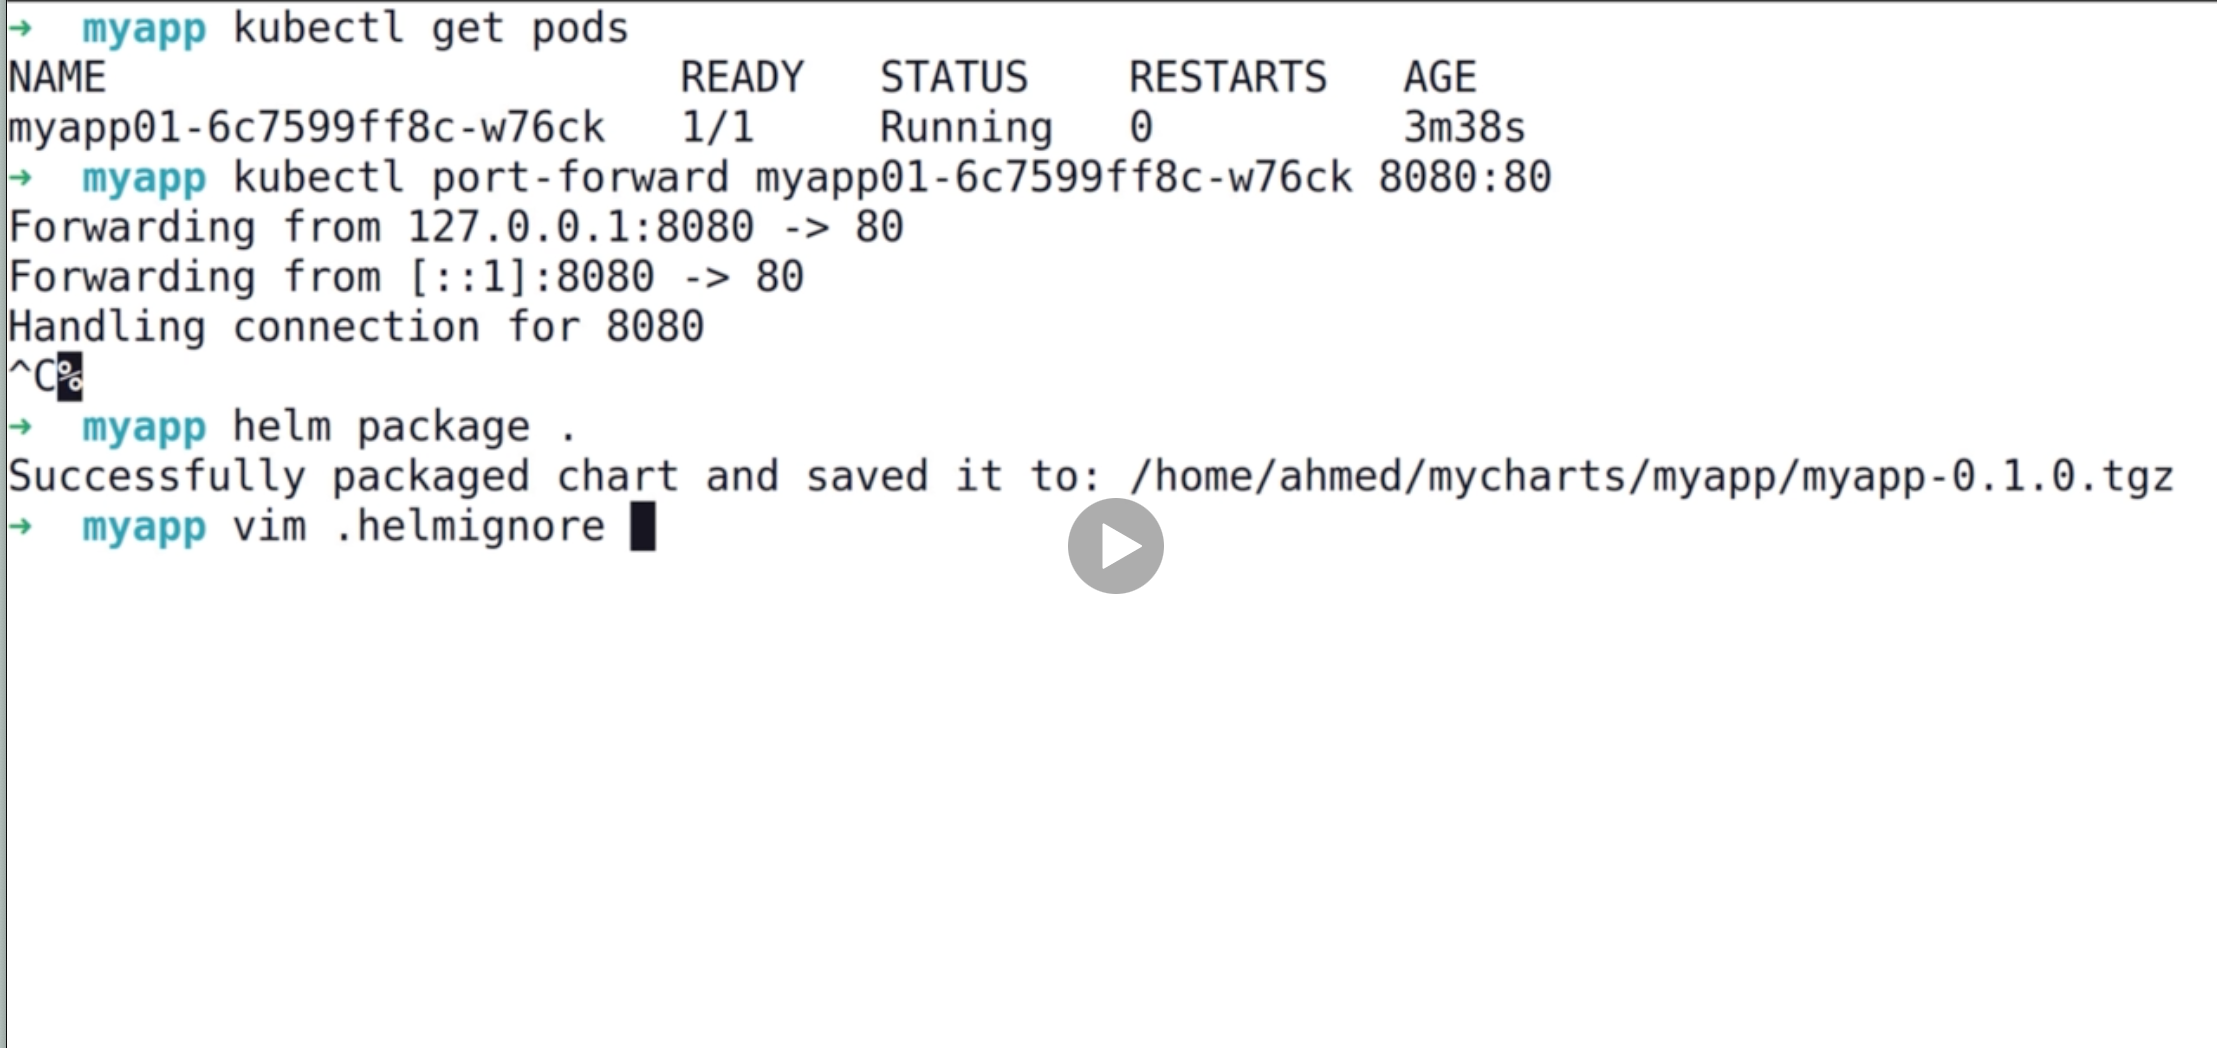 ➜  myapp kubectl get pods
NAME                       READY   STATUS    RESTARTS   AGE
myapp01-6c7599ff8c-w76ck   1/1     Running   0          3m38s
➜  myapp kubectl port-forward myapp01-6c7599ff8c-w76ck 8080:80
Forwarding from 127.0.0.1:8080 -> 80
Forwarding from [::1]:8080 -> 80
Handling connection for 8080
^C%
➜  myapp helm package .
Successfully packaged chart and saved it to: /home/ahmed/mycharts/myapp/myapp-0.1.0.tgz
➜  myapp vim .helmignore